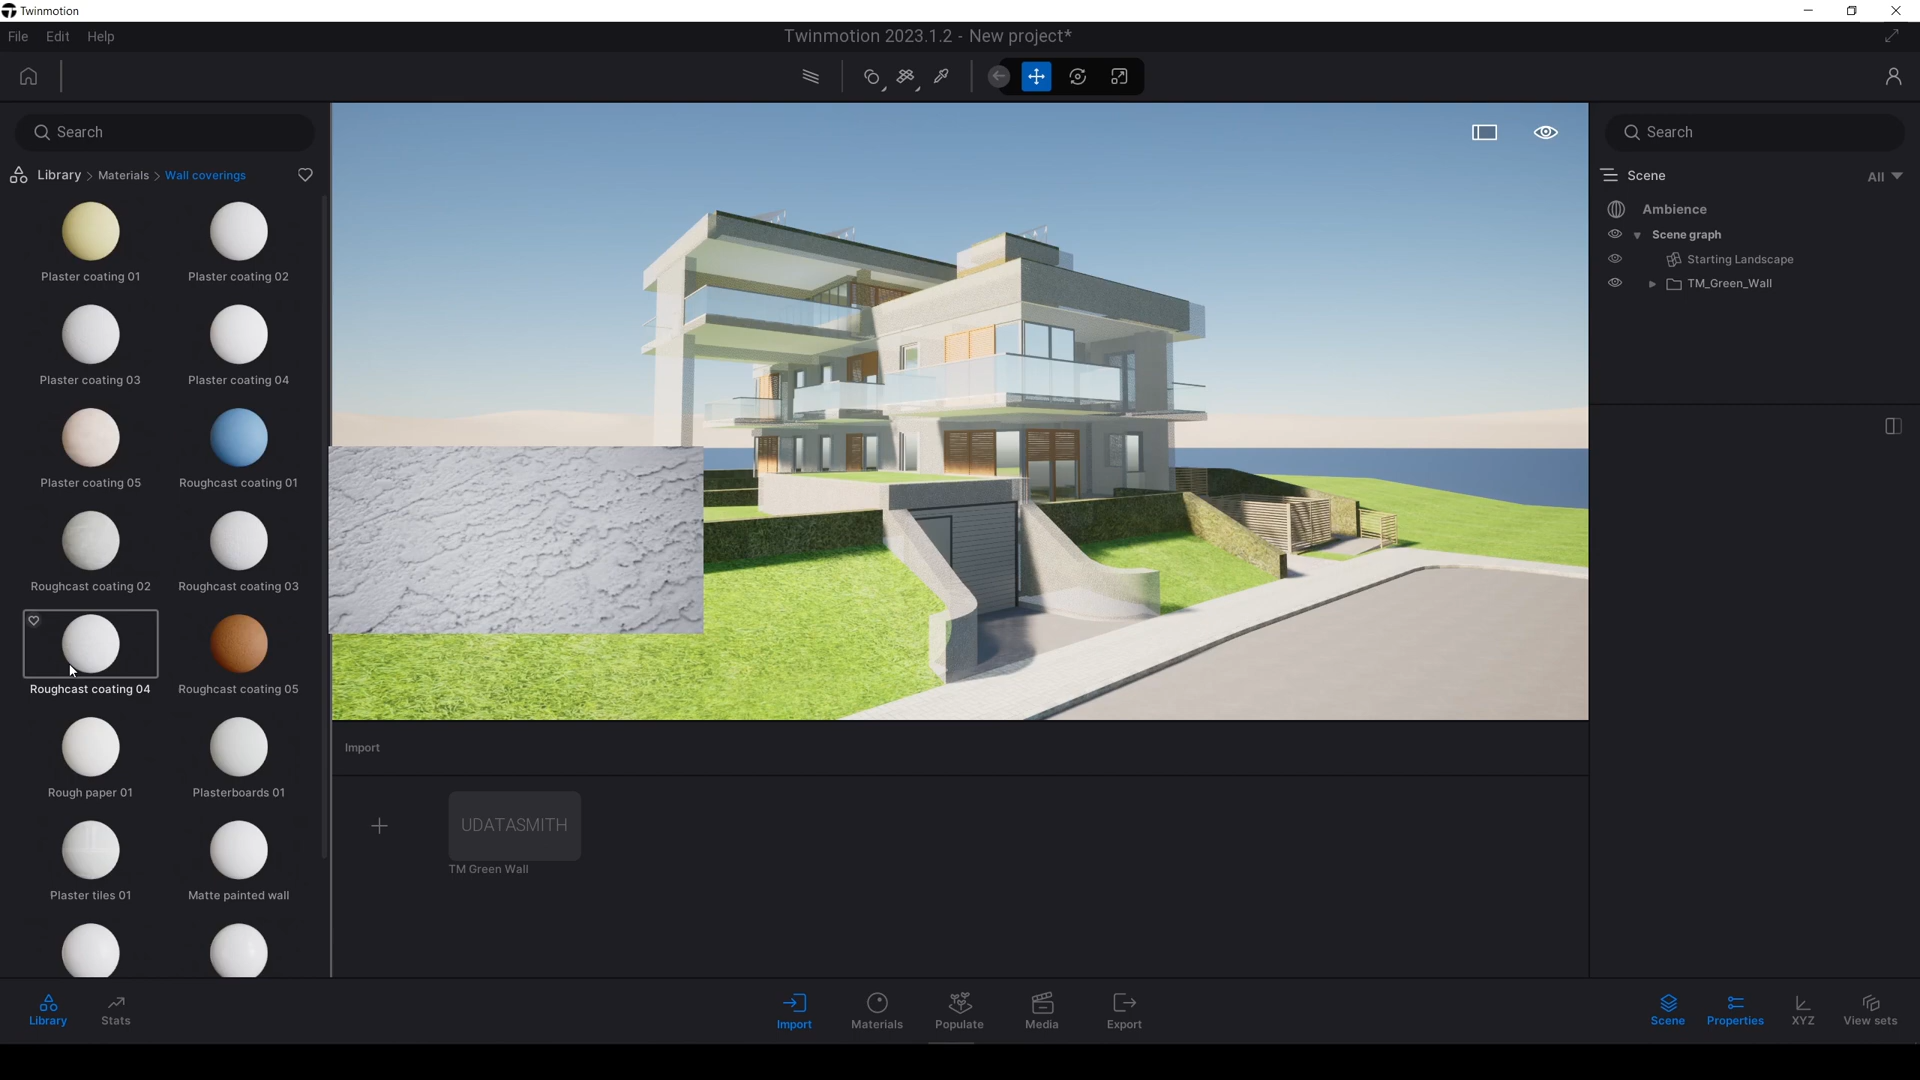 Twinmotion
File Edit Help
Twinmotion 2023.1.2 - New project*
Search
Library > Materials > Wall coverings
Plaster coating 01
Plaster coating 02
Plaster coating 03
Plaster coating 04
Plaster coating 05
Roughcast coating 01
Roughcast coating 02
Roughcast coating 03
Roughcast coating 04
Roughcast coating 05
Rough paper 01
Plasterboards 01
Plaster tiles 01
Matte painted wall
Search
Scene
All
Ambience
Scene graph
Starting Landscape
TM_Green_Wall
Import
UDATASMITH
TM Green Wall
Library
Stats
Import
Materials
Populate
Media
Export
Scene
Properties
XYZ
View sets